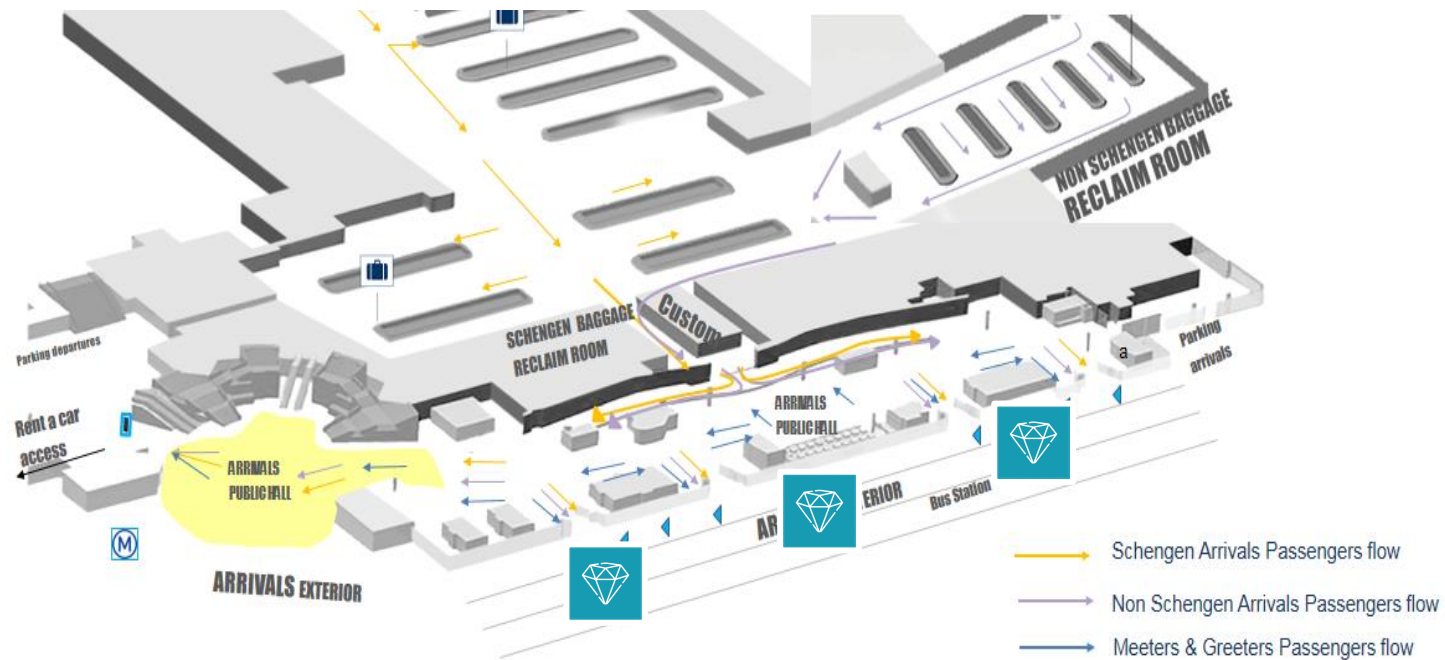 NON SCHENGEN BAGGAGE
RECLAIM ROOM
SCHENGEN BAGGAGE
RECLAIM ROOM
Custom
Parking departures
a
Parking
arrivals
ARRIVALS
PUBLIC HALL
Rent a car
access
ARRIVALS
PUBLIC HALL
Bus Station
AR
ERIOR
M
ARRIVALS EXTERIOR
Schengen Arrivals Passengers flow
Non Schengen Arrivals Passengers flow
Meeters & Greeters Passengers flow